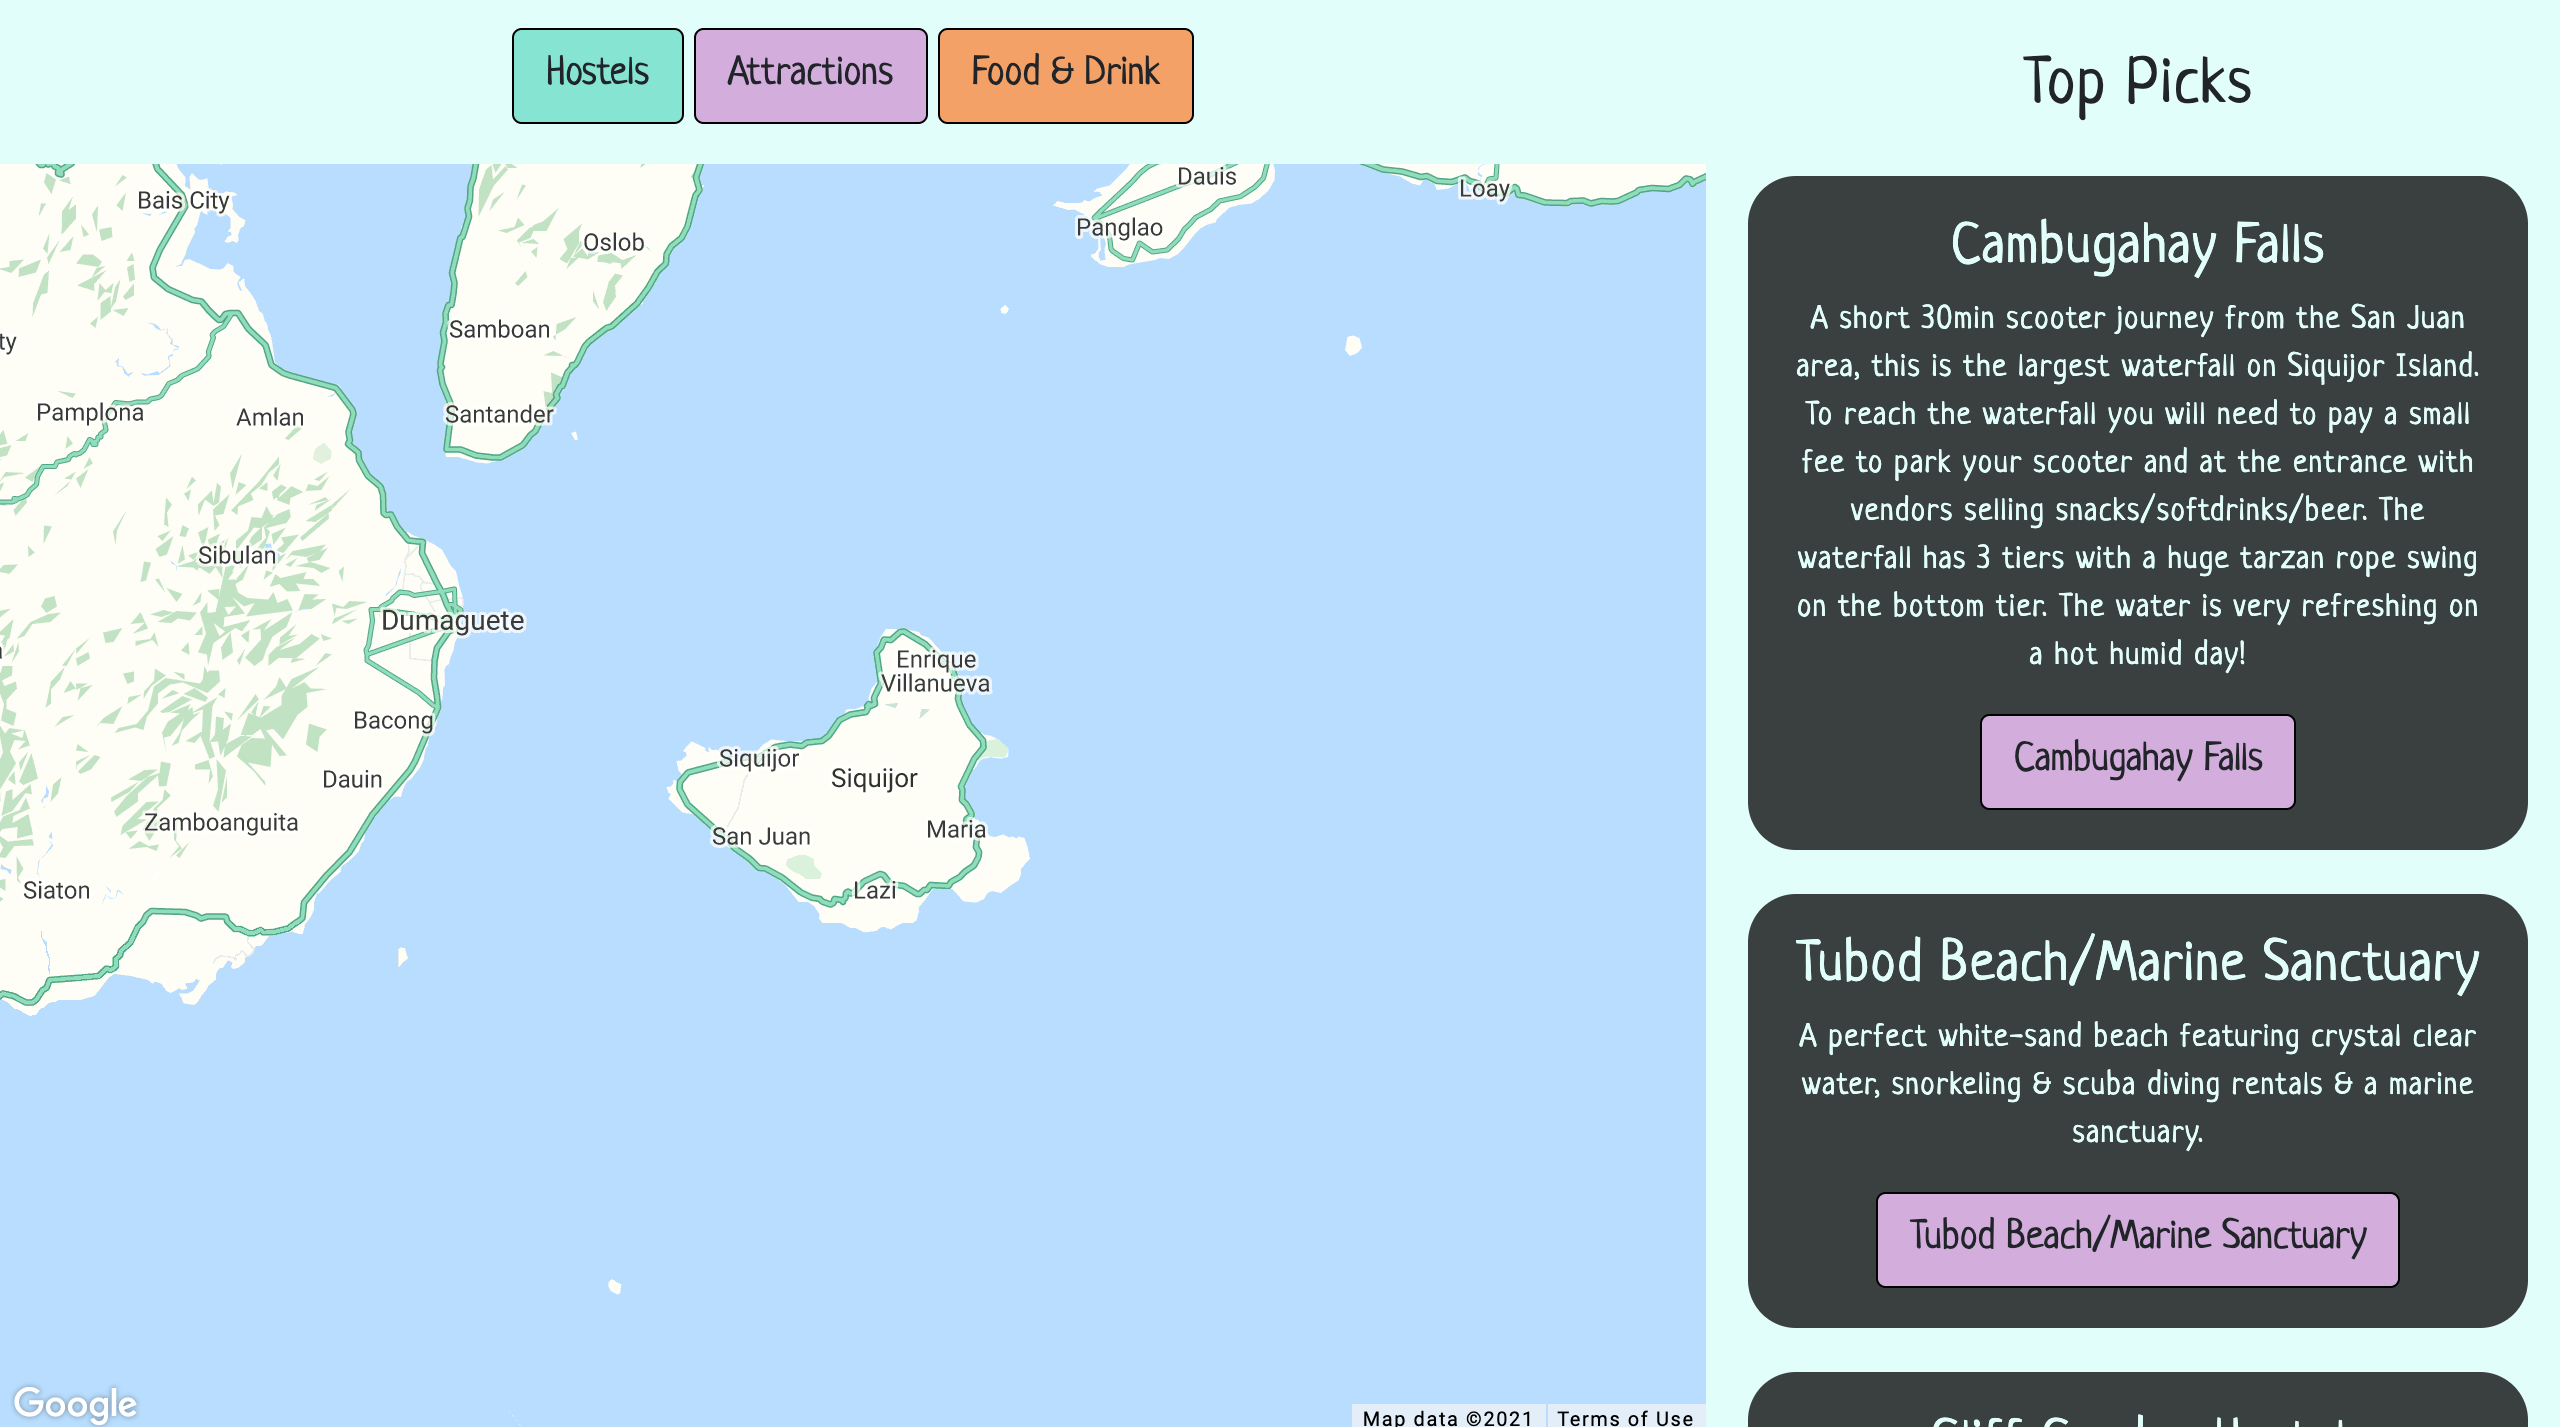 Hostels
Attractions
Food & Drink
Top Picks
Bais City
Oslob
Dauis
Panglao
Loay
Samboan
ty
Pamplona
Amlan
Santander
Sibulan
Dumaguete
Bacong
Dauin
Zamboanguita
Siaton
Enrique
Villanueva
Siquijor
Siquijor
San Juan
Maria
Lazi
Google
Map data ©2021
Terms of Use
Cambugahay Falls
A short 30min scooter journey from the San Juan
area, this is the largest waterfall on Siquijor Island.
To reach the waterfall you will need to pay a small
fee to park your scooter and at the entrance with
vendors selling snacks/softdrinks/beer. The
waterfall has 3 tiers with a huge tarzan rope swing
on the bottom tier. The water is very refreshing on
a hot humid day!
Cambugahay Falls
Tubod Beach/Marine Sanctuary
A perfect white-sand beach featuring crystal clear
water, snorkeling & scuba diving rentals & a marine
sanctuary.
Tubod Beach/Marine Sanctuary